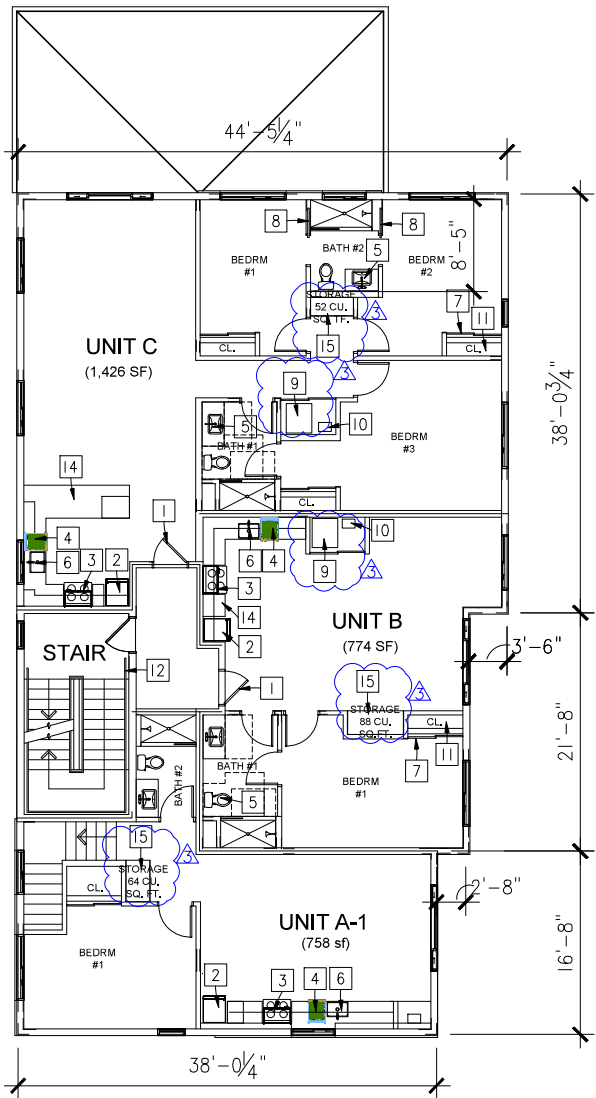 44'-5 1/4"
8
8
BATH #2
5
BEDRM
#1
BEDRM
#2
8'-5"
STORAGE
52 CU.
SQ. TF.
3
7
11
15
UNIT C
(1,426 SF)
CL.
CL.
3
9
10
5
BATH #1
BEDRM
#3
38'-0 3/4"
14
CL.
1
4
6
3
2
6
4
10
9
3
3
14
2
UNIT B
(774 SF)
STAIR
12
3'-6"
1
15
3
STORAGE
88 CU.
SQ.FT.
CL.
11
7
BATH #1
BATH #2
5
BEDRM
#1
21'-8"
15
3
STORAGE
64 CU.
SQ. FT.
CL.
2'-8"
UNIT A-1
(758 sf)
BEDRM
#1
2
3
4
6
16'-8"
38'-0 1/4"